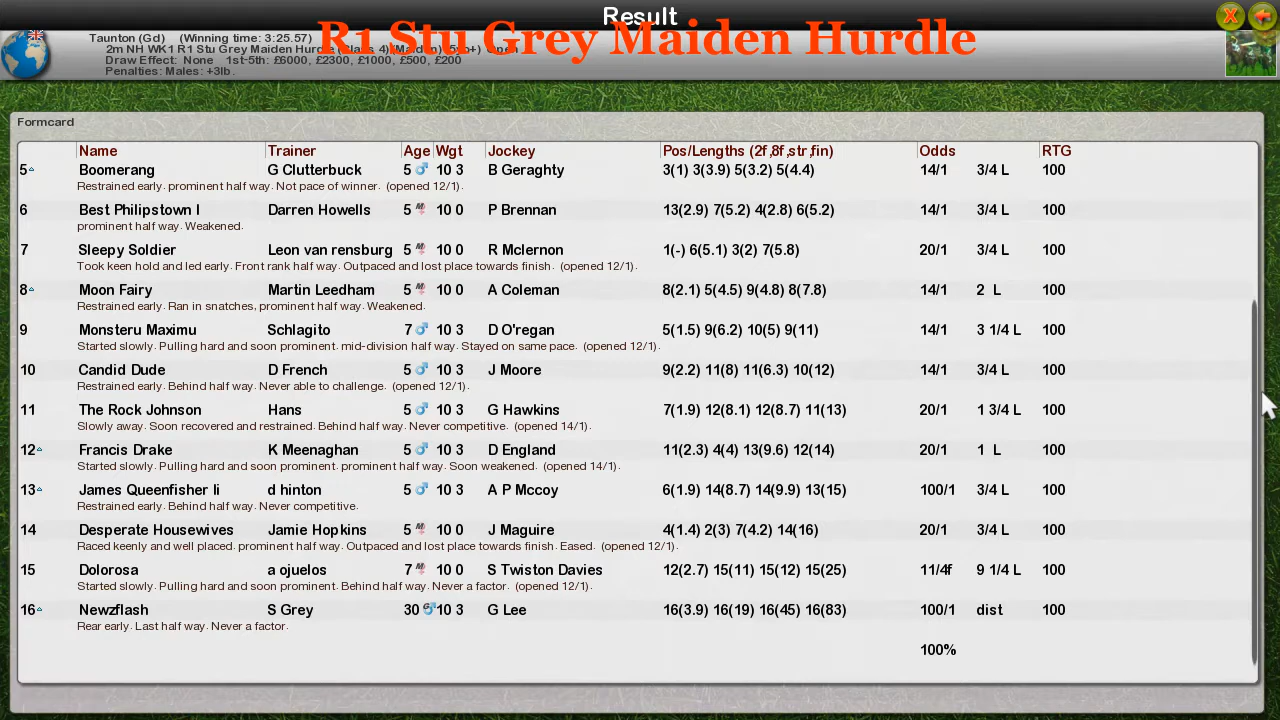 Result
R1 Stu Grey Maiden Hurdle
Taunton (Gd) (Winning time: 3:25.57)
2m NH WK1 R1 Stu Grey Maiden Hurdle (Class 4)(Maiden) (5yo+) Open
Draw Effect: None 1st-5th: £6000, £2300, £1000, £500, £200
Penalties: Males: +3lb.
Formcard
Name Trainer Age Wgt Jockey Pos/Lengths (2f,8f,str,fin) Odds RTG
5 Boomerang G Clutterbuck 5 10 3 B Geraghty 3(1) 3(3.9) 5(3.2) 5(4.4) 14/1 3/4 L 100
Restrained early. prominent half way. Not pace of winner. (opened 12/1).
6 Best Philipstown I Darren Howells 5 10 0 P Brennan 13(2.9) 7(5.2) 4(2.8) 6(5.2) 14/1 3/4 L 100
prominent half way. Weakened.
7 Sleepy Soldier Leon van rensburg 5 10 0 R Mclernon 1(-) 6(5.1) 3(2) 7(5.8) 20/1 3/4 L 100
Took keen hold and led early. Front rank half way. Outpaced and lost place towards finish. (opened 12/1).
8 Moon Fairy Martin Leedham 5 10 0 A Coleman 8(2.1) 5(4.5) 9(4.8) 8(7.8) 14/1 2 L 100
Restrained early. Ran in snatches, prominent half way. Weakened.
9 Monsteru Maximu Schlagito 7 10 3 D O'regan 5(1.5) 9(6.2) 10(5) 9(11) 14/1 3 1/4 L 100
Started slowly. Pulling hard and soon prominent. mid-division half way. Stayed on same pace. (opened 12/1).
10 Candid Dude D French 5 10 3 J Moore 9(2.2) 11(8) 11(6.3) 10(12) 14/1 3/4 L 100
Restrained early. Behind half way. Never able to challenge. (opened 12/1).
11 The Rock Johnson Hans 5 10 3 G Hawkins 7(1.9) 12(8.1) 12(8.7) 11(13) 20/1 1 3/4 L 100
Slowly away. Soon recovered and restrained. Behind half way. Never competitive. (opened 14/1).
12 Francis Drake K Meenaghan 5 10 3 D England 11(2.3) 4(4) 13(9.6) 12(14) 20/1 1 L 100
Started slowly. Pulling hard and soon prominent. prominent half way. Soon weakened. (opened 14/1).
13 James Queenfisher Ii d hinton 5 10 3 A P Mccoy 6(1.9) 14(8.7) 14(9.9) 13(15) 100/1 3/4 L 100
Restrained early. Behind half way. Never competitive.
14 Desperate Housewives Jamie Hopkins 5 10 0 J Maguire 4(1.4) 2(3) 7(4.2) 14(16) 20/1 3/4 L 100
Raced keenly and well placed. prominent half way. Outpaced and lost place towards finish. Eased. (opened 12/1).
15 Dolorosa a ojuelos 7 10 0 S Twiston Davies 12(2.7) 15(11) 15(12) 15(25) 11/4f 9 1/4 L 100
Started slowly. Pulling hard and soon prominent. Behind half way. Never a factor. (opened 12/1).
16 Newzflash S Grey 30 10 3 G Lee 16(3.9) 16(19) 16(45) 16(83) 100/1 dist 100
Rear early. Last half way. Never a factor.
100%